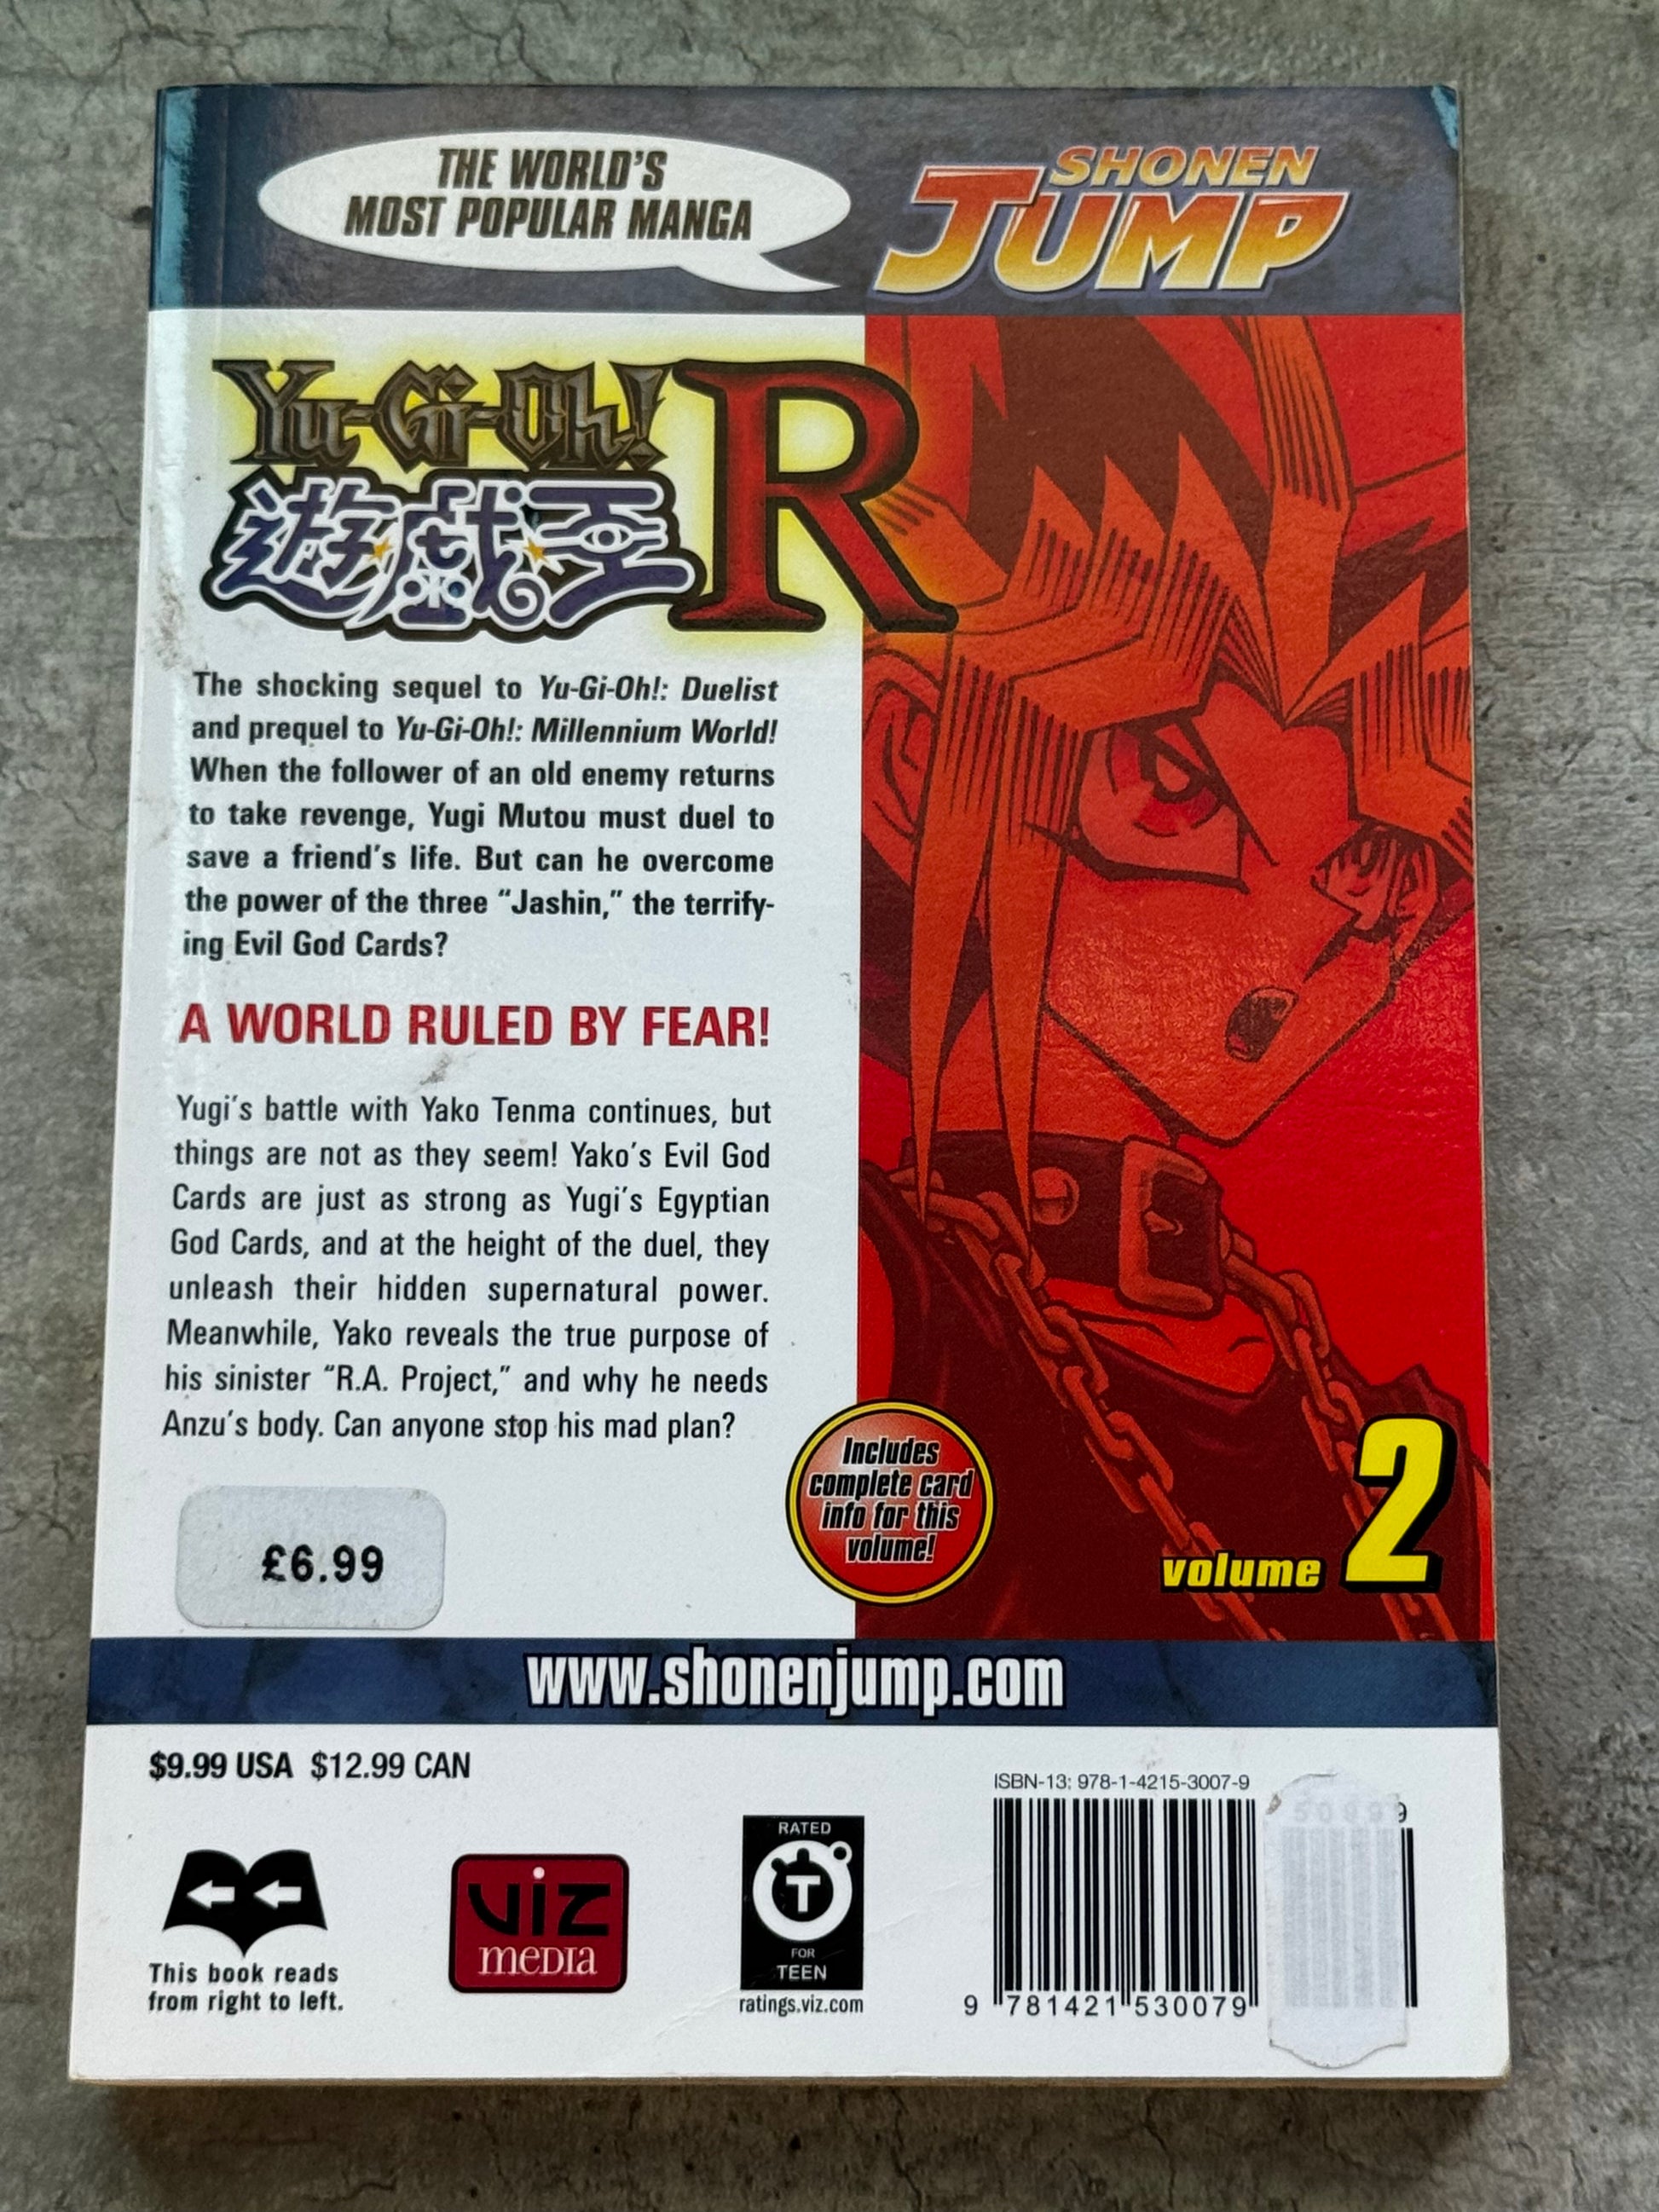 THE WORLD'S
MOST POPULAR MANGA
SHONEN
JUMP
Yu-Gi-Oh!
遊戯王
R
The shocking sequel to Yu-Gi-Oh!: Duelist
and prequel to Yu-Gi-Oh!: Millennium World!
When the follower of an old enemy returns
to take revenge, Yugi Mutou must duel to
save a friend's life. But can he overcome
the power of the three "Jashin," the terrify-
ing Evil God Cards?
A WORLD RULED BY FEAR!
Yugi's battle with Yako Tenma continues, but
things are not as they seem! Yako's Evil God
Cards are just as strong as Yugi's Egyptian
God Cards, and at the height of the duel, they
unleash their hidden supernatural power.
Meanwhile, Yako reveals the true purpose of
his sinister "R.A. Project," and why he needs
Anzu's body. Can anyone stop his mad plan?
Includes
complete card
info for this
volume!
volume 2
£6.99
www.shonenjump.com
$9.99 USA $12.99 CAN
This book reads
from right to left.
VIZ
MEDIA
RATED
T
FOR
TEEN
ratings.viz.com
ISBN-13: 978-1-4215-3007-9
50999
9 781421 530079